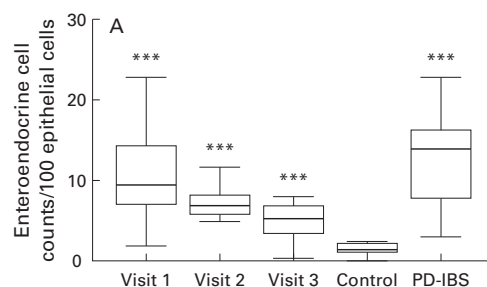 A
Enteroendocrine cell
counts/100 epithelial cells
30
20
10
0
***
***
***
***
Visit 1 Visit 2 Visit 3 Control PD-IBS